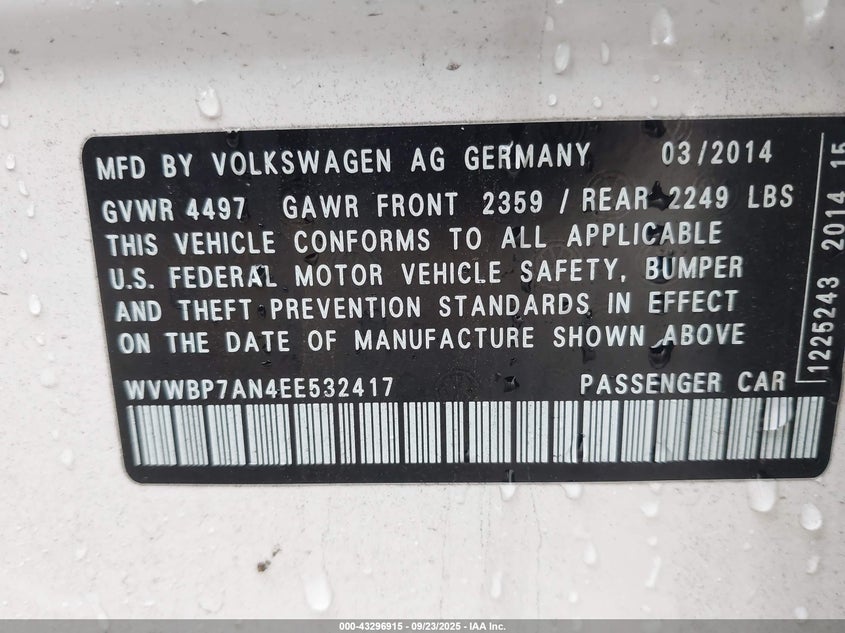 MFD BY VOLKSWAGEN AG GERMANY 03/2014
GVWR 4497 GAWR FRONT 2359 / REAR 2249 LBS
THIS VEHICLE CONFORMS TO ALL APPLICABLE
U.S. FEDERAL MOTOR VEHICLE SAFETY, BUMPER
AND THEFT PREVENTION STANDARDS IN EFFECT
ON THE DATE OF MANUFACTURE SHOWN ABOVE
WVWBP7AN4EE532417 PASSENGER CAR
1225243 2014 15
000-43296915 - 09/23/2025 - IAA Inc.